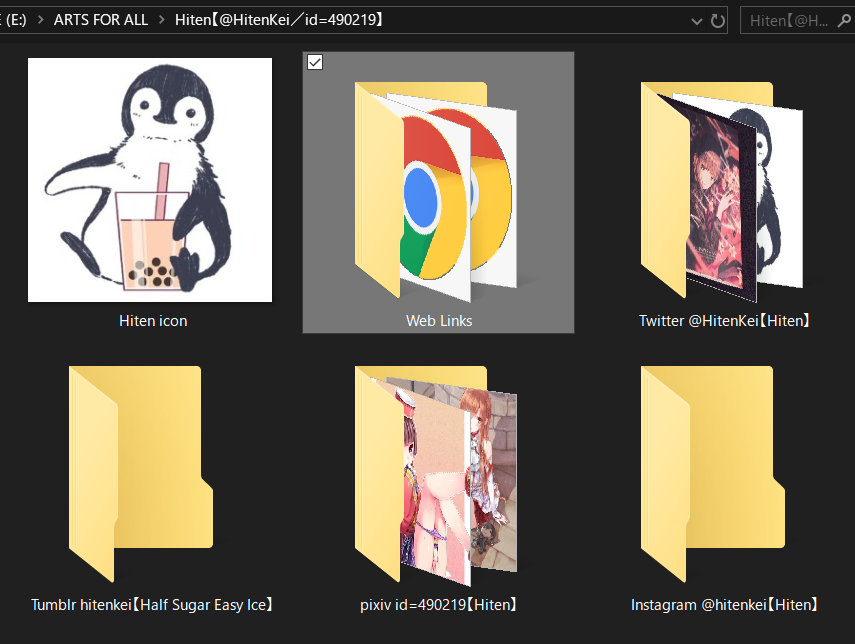 (E:) > ARTS FOR ALL > Hiten【@HitenKei／id=490219】
Hiten【@H...
Hiten icon
Web Links
Twitter @HitenKei【Hiten】
Tumblr hitenkei【Half Sugar Easy Ice】
pixiv id=490219【Hiten】
Instagram @hitenkei【Hiten】